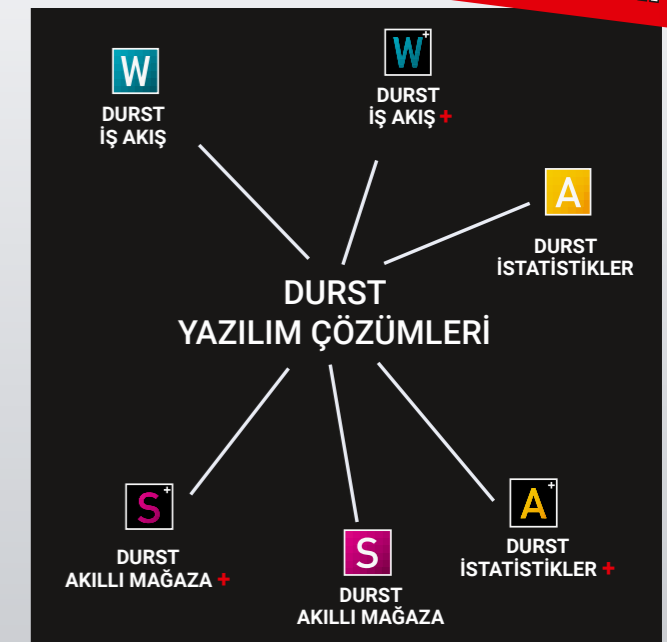 W
DURST
İŞ AKIŞ
W+
DURST
İŞ AKIŞ+
A
DURST
İSTATİSTİKLER
DURST
YAZILIM ÇÖZÜMLERİ
S+
DURST
AKILLI MAĞAZA +
S
DURST
AKILLI MAĞAZA
A+
DURST
İSTATİSTİKLER +